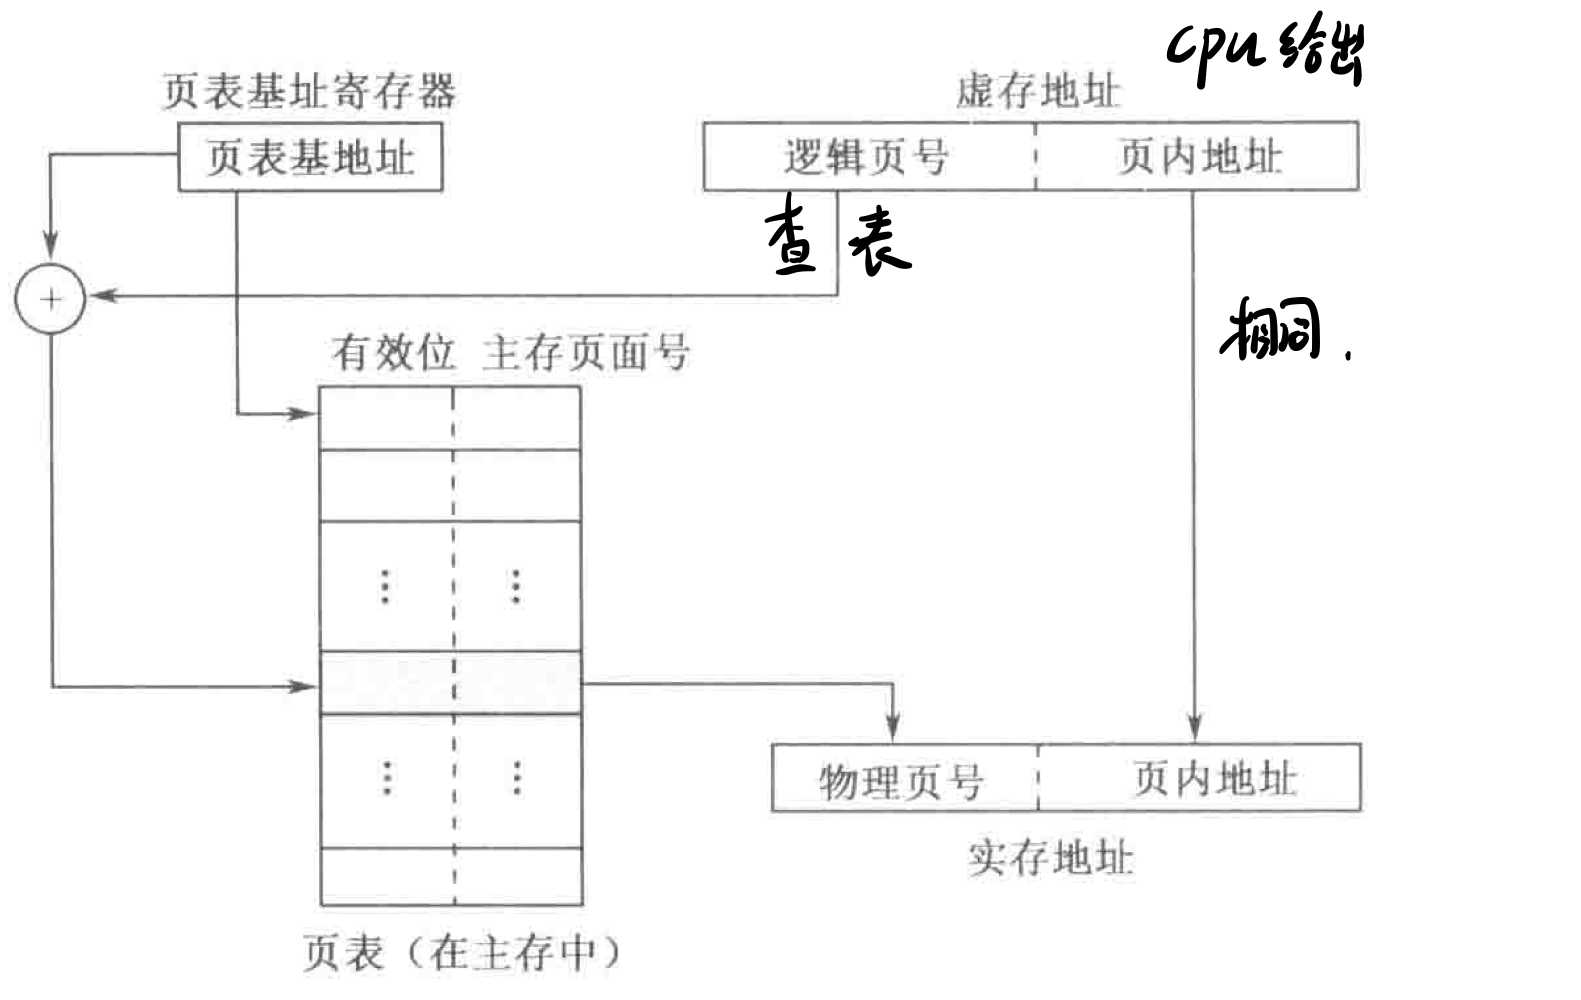 cpu给出
页表基址寄存器
虚存地址
页表基地址
逻辑页号
页内地址
查表
+
相同.
有效位 主存页面号
⋮ ⋮
⋮ ⋮
物理页号
页内地址
实存地址
页表（在主存中）